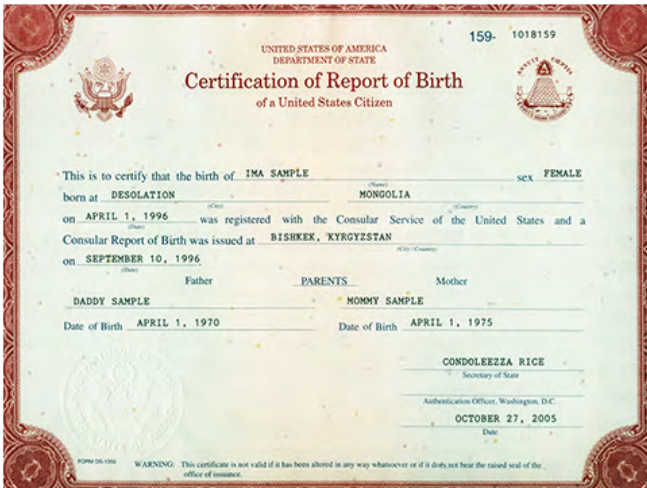 159- 1018159
UNITED STATES OF AMERICA
DEPARTMENT OF STATE
Certification of Report of Birth
of a United States Citizen
ANNUIT CŒPTIS
This is to certify that the birth of IMA SAMPLE sex FEMALE
(Name)
born at DESOLATION MONGOLIA
(City) (Country)
on APRIL 1, 1996 was registered with the Consular Service of the United States and a
(Date)
Consular Report of Birth was issued at BISHKEK, KYRGYZSTAN
(City / Country)
on SEPTEMBER 10, 1996
(Date)
Father PARENTS Mother
DADDY SAMPLE MOMMY SAMPLE
Date of Birth APRIL 1, 1970 Date of Birth APRIL 1, 1975
CONDOLEEZZA RICE
Secretary of State
Authentication Officer, Washington, D.C.
OCTOBER 27, 2005
Date
FORM DS-1350 WARNING: This certificate is not valid if it has been altered in any way whatsoever or if it does not bear the raised seal of the
office of issuance.